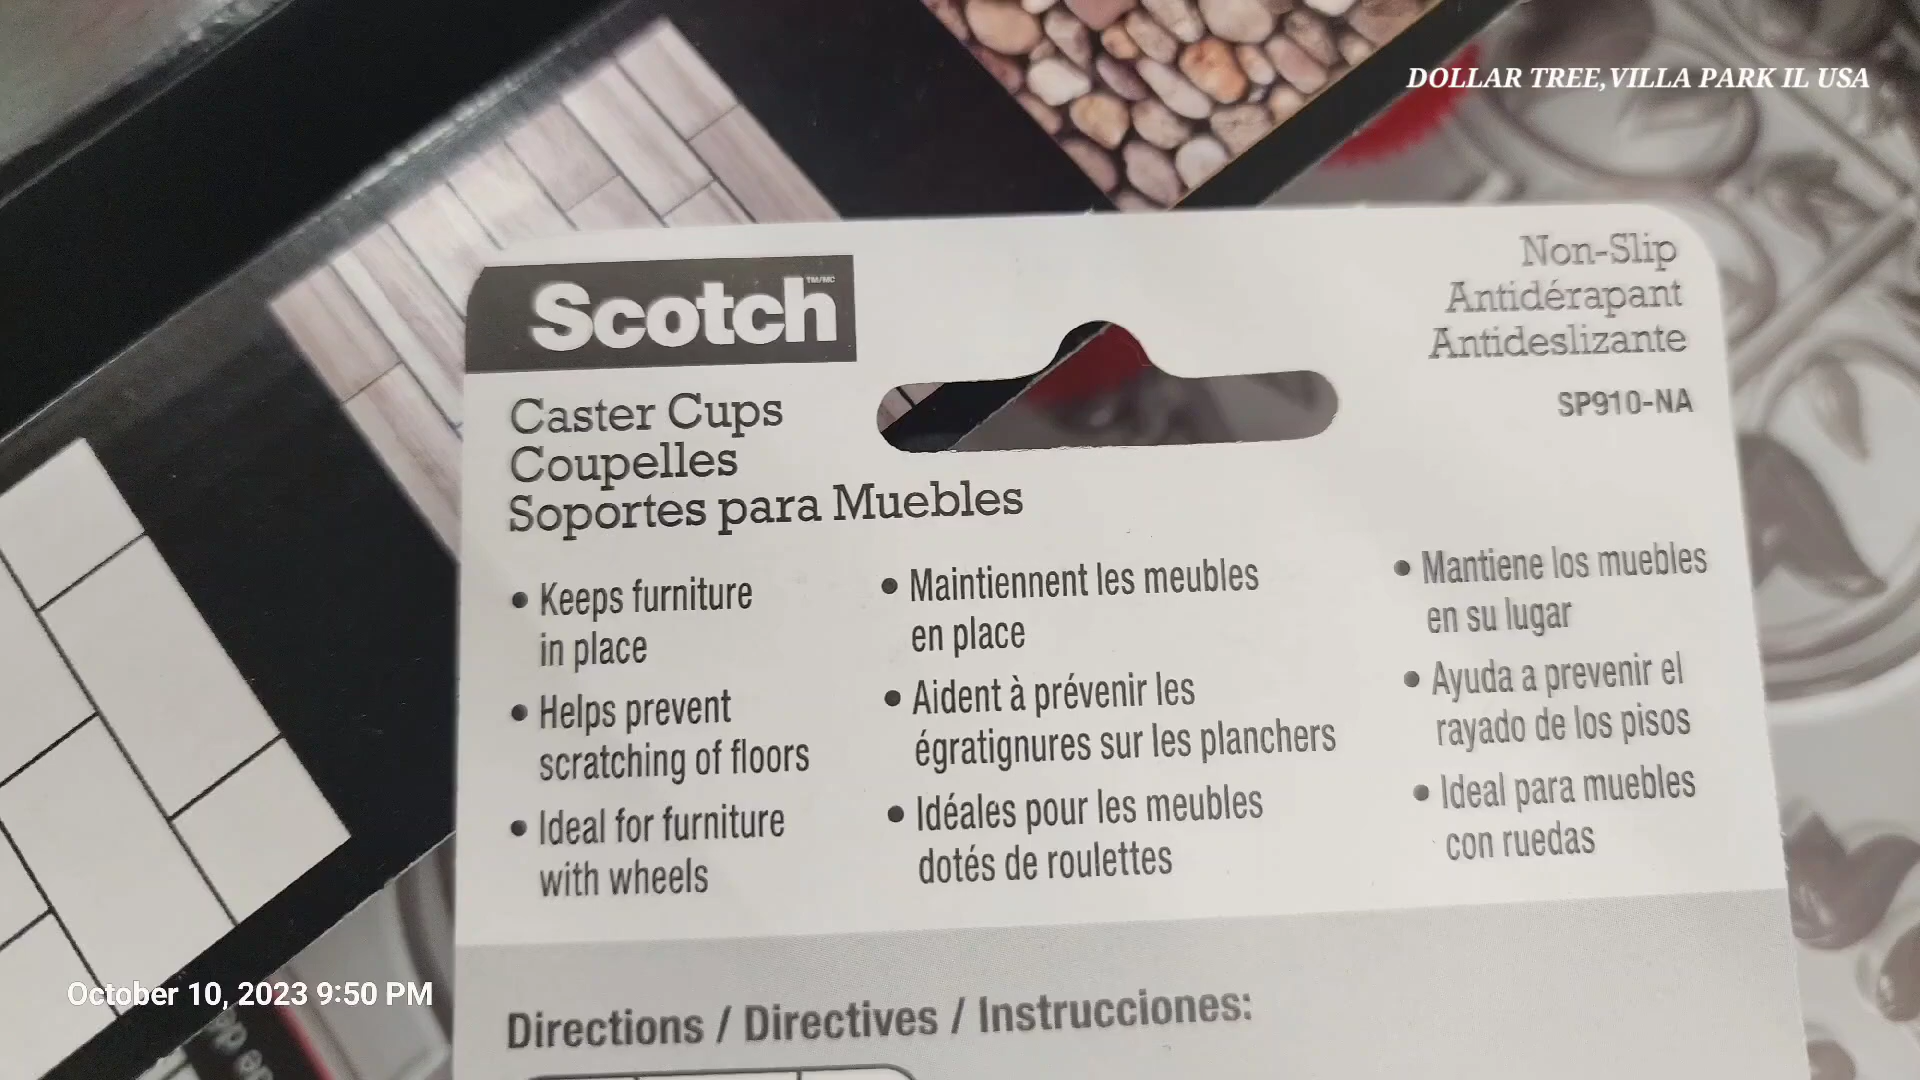 DOLLAR TREE,VILLA PARK IL USA
Scotch TM/MC
Non-Slip
Antidérapant
Antideslizante
SP910-NA
Caster Cups
Coupelles
Soportes para Muebles
• Keeps furniture
in place
• Helps prevent
scratching of floors
• Ideal for furniture
with wheels
• Maintiennent les meubles
en place
• Aident à prévenir les
égratignures sur les planchers
• Idéales pour les meubles
dotés de roulettes
• Mantiene los muebles
en su lugar
• Ayuda a prevenir el
rayado de los pisos
• Ideal para muebles
con ruedas
October 10, 2023 9:50 PM
Directions / Directives / Instrucciones: